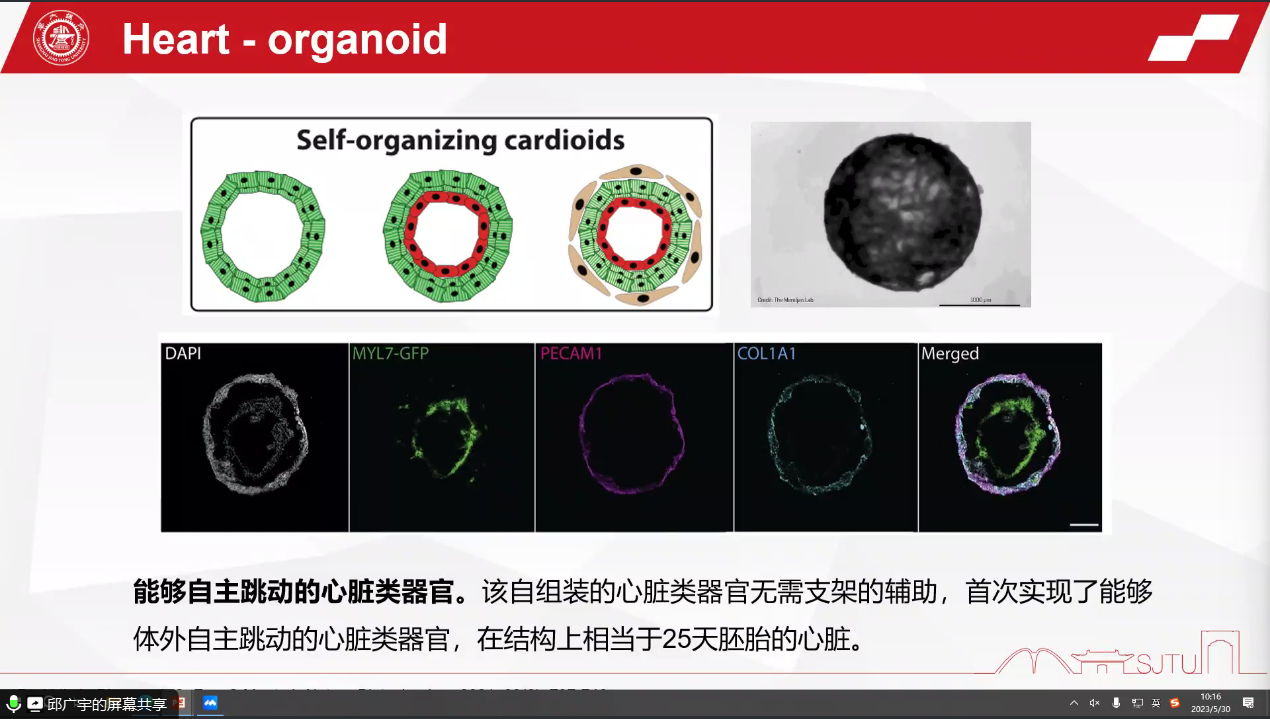 Heart - organoid
Self-organizing cardioids
Credit: The Mendjan Lab
1000 μm
DAPI
MYL7-GFP
PECAM1
COL1A1
Merged
能够自主跳动的心脏类器官。该自组装的心脏类器官无需支架的辅助，首次实现了能够
体外自主跳动的心脏类器官，在结构上相当于25天胚胎的心脏。
SJTU
邱广宇的屏幕共享
英
10:16
2023/5/30